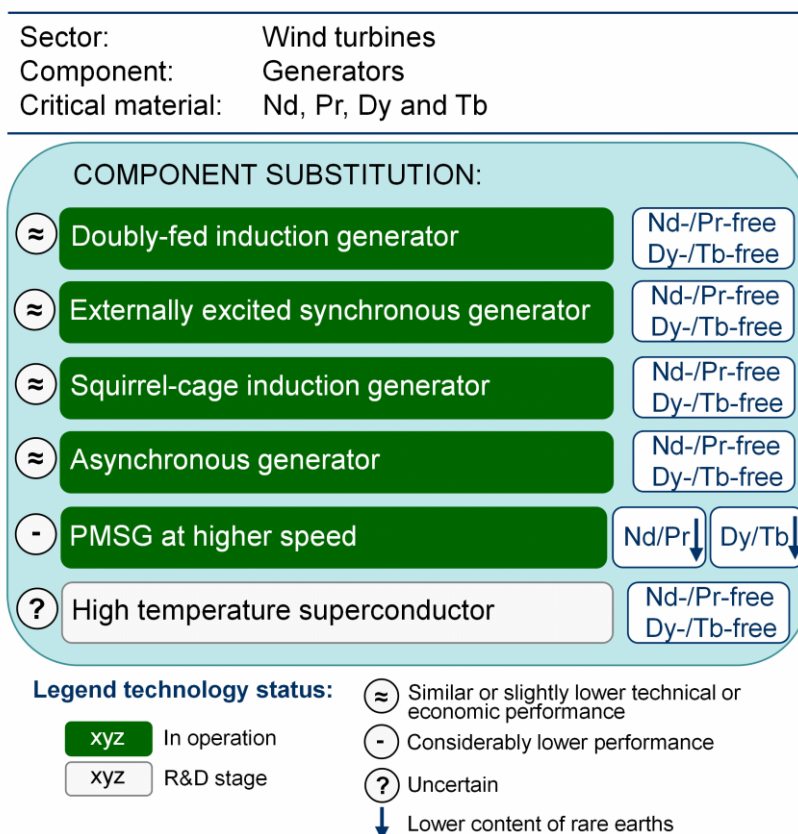 Sector: Wind turbines
Component: Generators
Critical material: Nd, Pr, Dy and Tb
COMPONENT SUBSTITUTION:
≈ Doubly-fed induction generator Nd-/Pr-free
Dy-/Tb-free
≈ Externally excited synchronous generator Nd-/Pr-free
Dy-/Tb-free
≈ Squirrel-cage induction generator Nd-/Pr-free
Dy-/Tb-free
≈ Asynchronous generator Nd-/Pr-free
Dy-/Tb-free
- PMSG at higher speed Nd/Pr↓ Dy/Tb↓
? High temperature superconductor Nd-/Pr-free
Dy-/Tb-free
Legend technology status:
xyz In operation
xyz R&D stage
≈ Similar or slightly lower technical or
economic performance
- Considerably lower performance
? Uncertain
↓ Lower content of rare earths